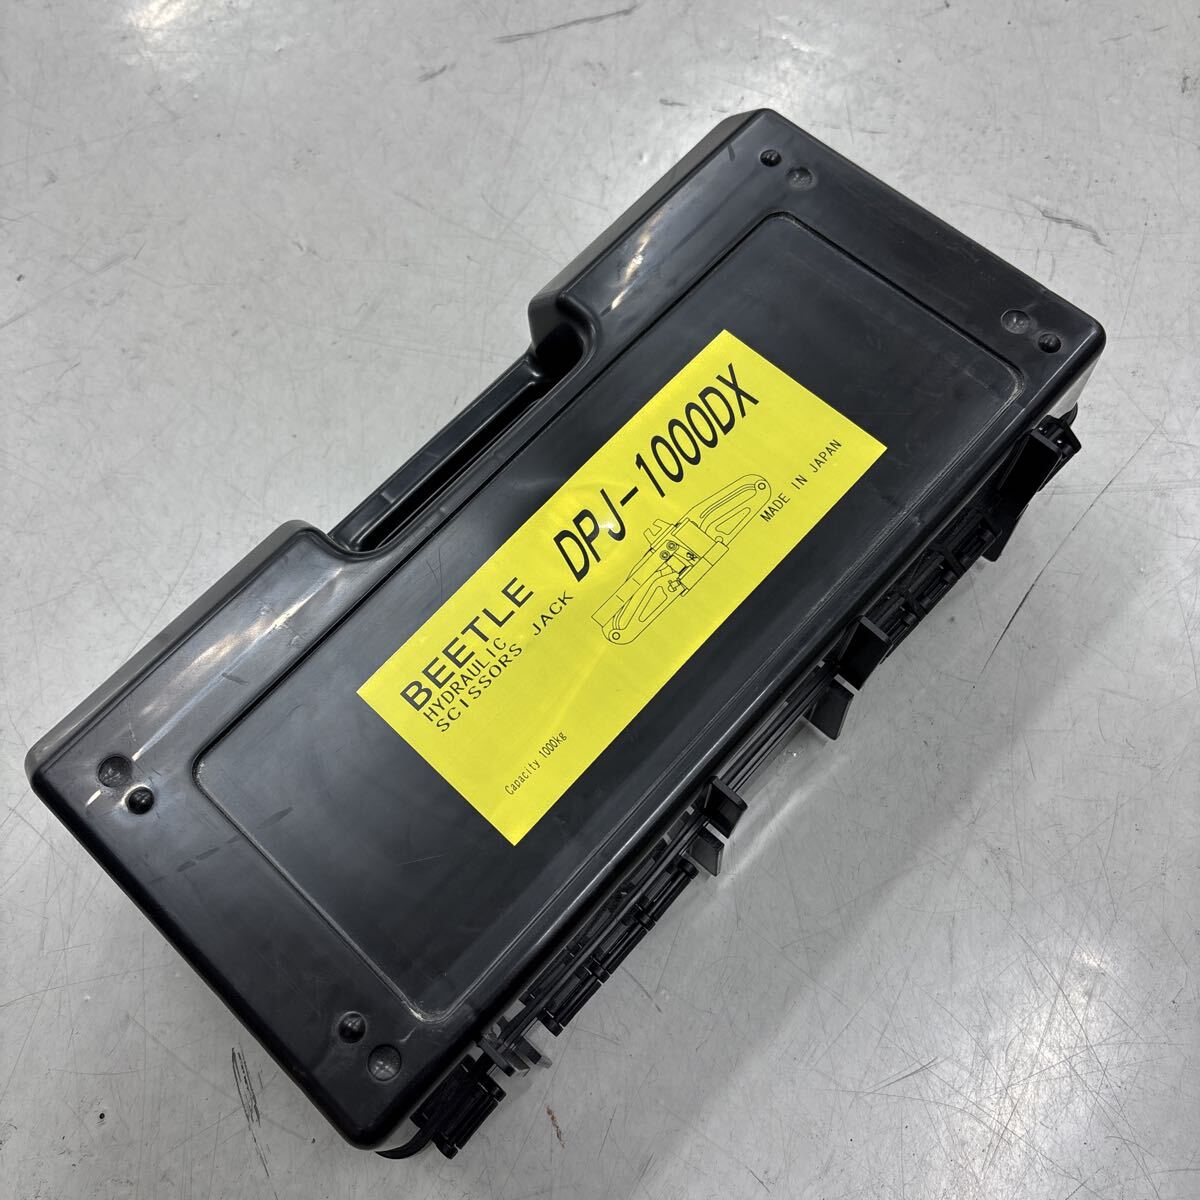 BEETLE
HYDRAULIC
SCISSORS JACK
DPJ-1000DX
Capacity 1000kg
MADE IN JAPAN